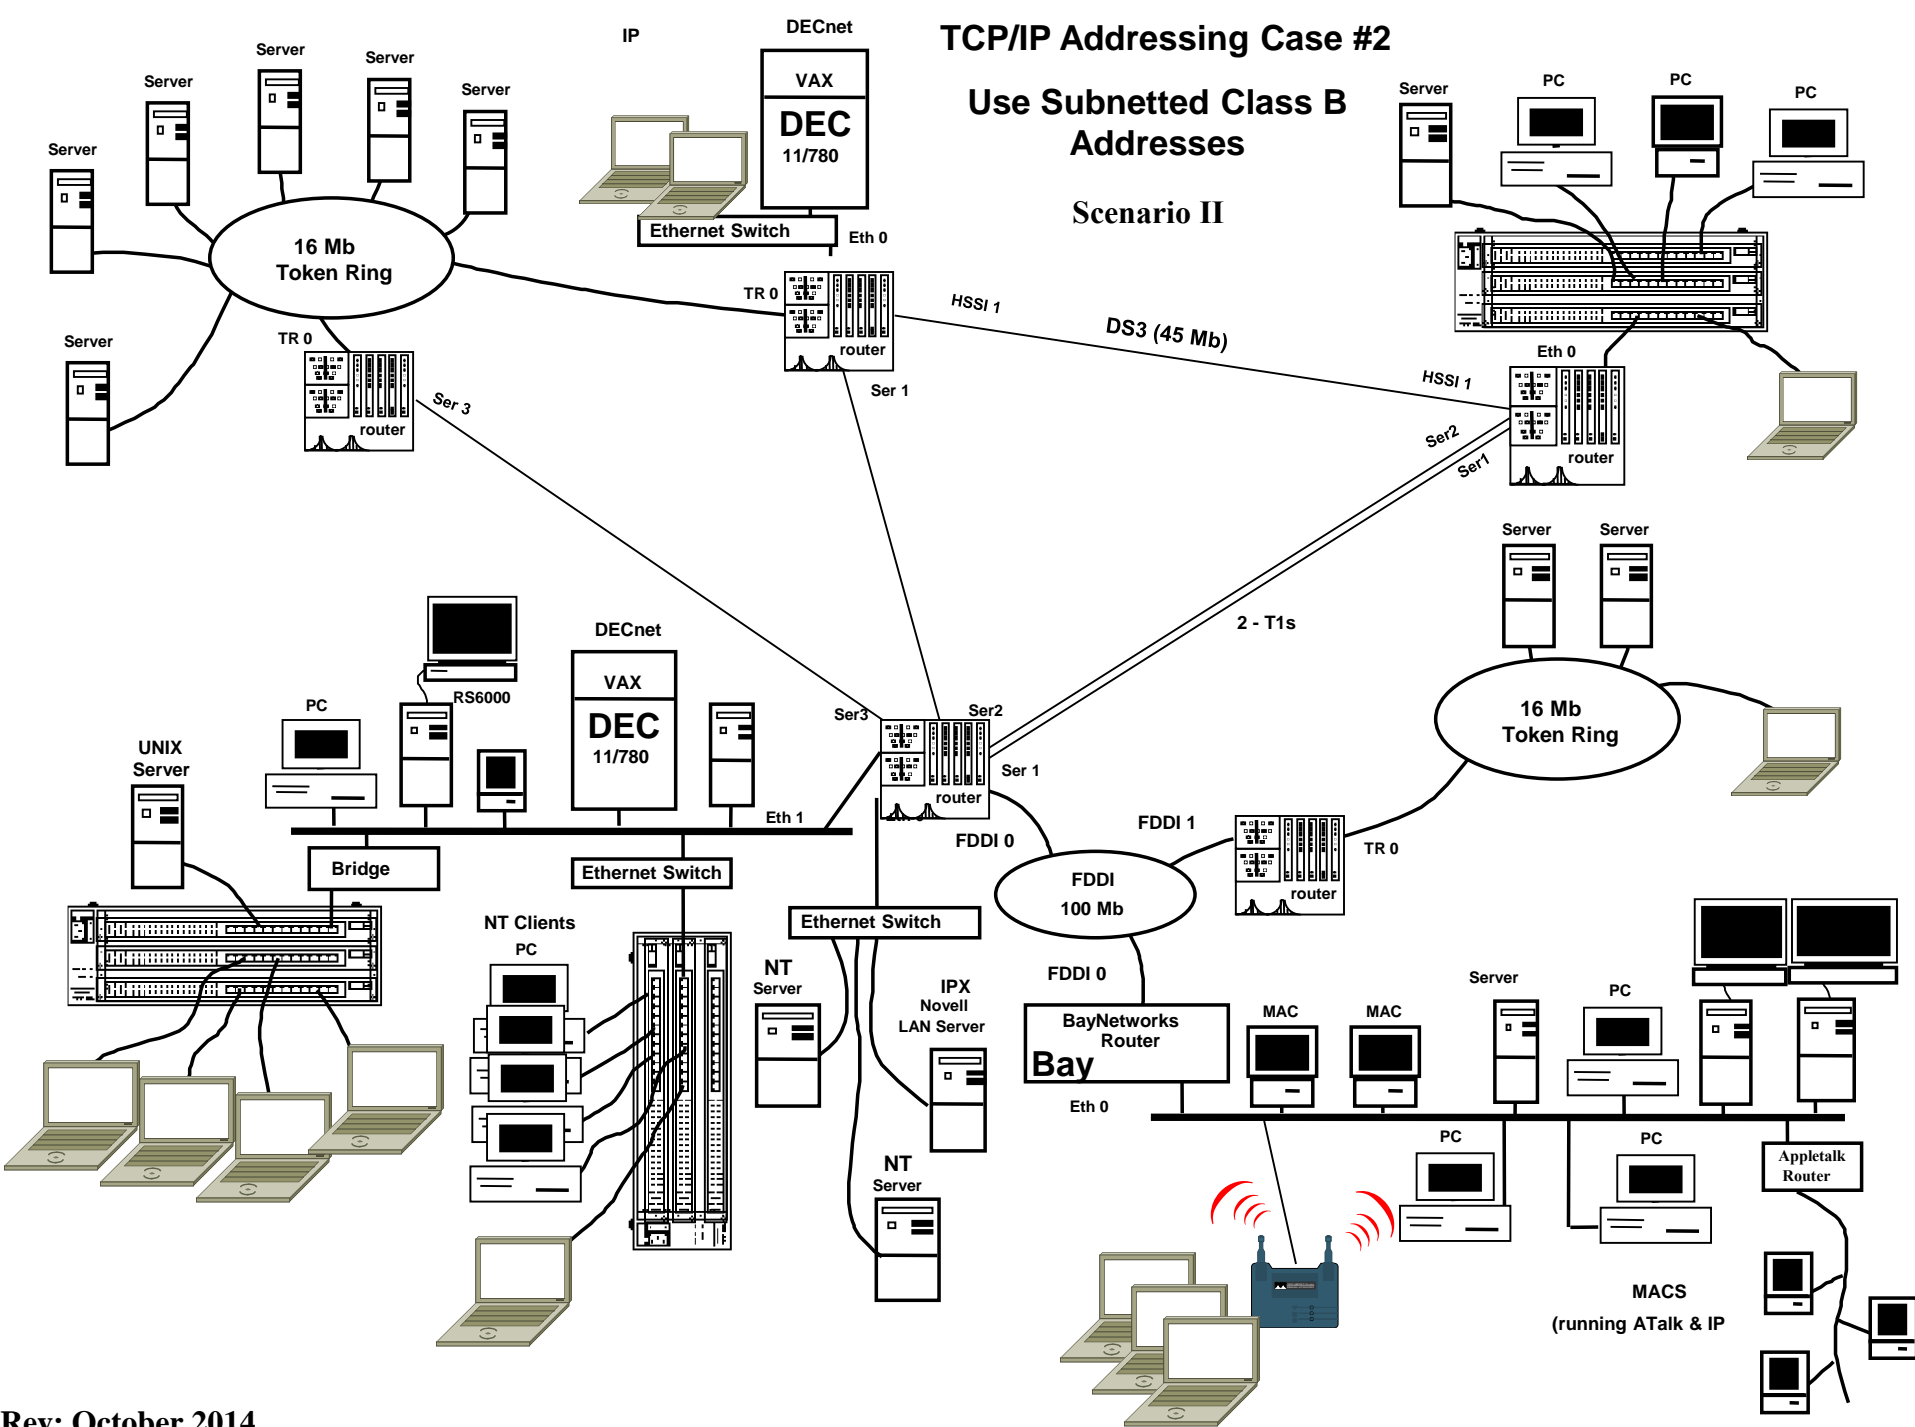 TCP/IP Addressing Case #2
Use Subnetted Class B
Addresses
Scenario II
IP
DECnet
VAX
DEC
11/780
Ethernet Switch
Eth 0
Server
Server
Server
Server
Server
Server
Server
16 Mb
Token Ring
TR 0
router
Ser 3
TR 0
router
HSSI 1
Ser 1
DS3 (45 Mb)
Server
PC
PC
PC
Eth 0
HSSI 1
Ser2
Ser1
router
2 - T1s
Server
Server
16 Mb
Token Ring
TR 0
router
FDDI 1
DECnet
VAX
DEC
11/780
RS6000
PC
UNIX
Server
Eth 1
Bridge
Ethernet Switch
Ser3
Ser2
Ser 1
router
FDDI 0
FDDI
100 Mb
FDDI 0
NT Clients
PC
Ethernet Switch
NT
Server
IPX
Novell
LAN Server
NT
Server
BayNetworks
Router
Bay
Eth 0
MAC
MAC
Server
PC
PC
PC
Appletalk
Router
MACS
(running ATalk & IP
Rev: October 2014